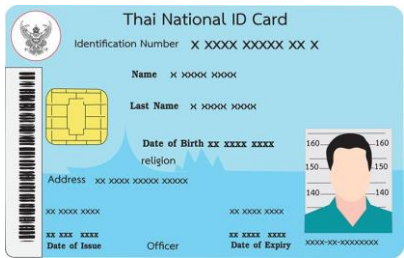 Thai National ID Card
Identification Number X XXXX XXXXX XX X
Name X XXXX XXXX
Last Name X XXXX XXXX
Date of Birth xx xxxx xxxx
religion
Address xx xxxx xxxxx xxxxx
160 160
150 150
140 140
xx xxxx xxxx xx xxxx xxxx
xx xxx xxxx xx xxxx xxxx xxxx-xx-xxxxxxxx
Date of Issue Officer Date of Expiry